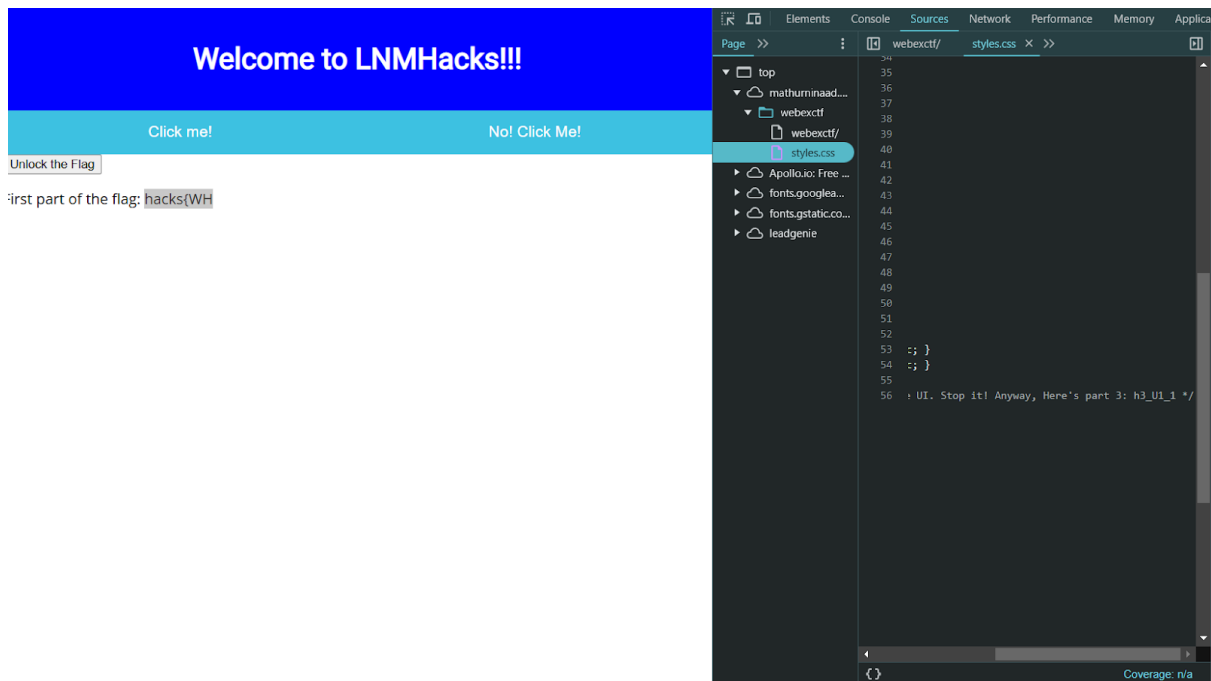 Welcome to LNMHacks!!!
Click me!
No! Click Me!
Unlock the Flag
First part of the flag: hacks{WH
Elements Console Sources Network Performance Memory Applica
Page
webexctf/ styles.css
top
mathurninaad....
webexctf
webexctf/
styles.css
Apollo.io: Free ...
fonts.googlea...
fonts.gstatic.co...
leadgenie
34
35
36
37
38
39
40
41
42
43
44
45
46
47
48
49
50
51
52
53 c; }
54 c; }
55
56 e UI. Stop it! Anyway, Here's part 3: h3_U1_1 */
{}
Coverage: n/a